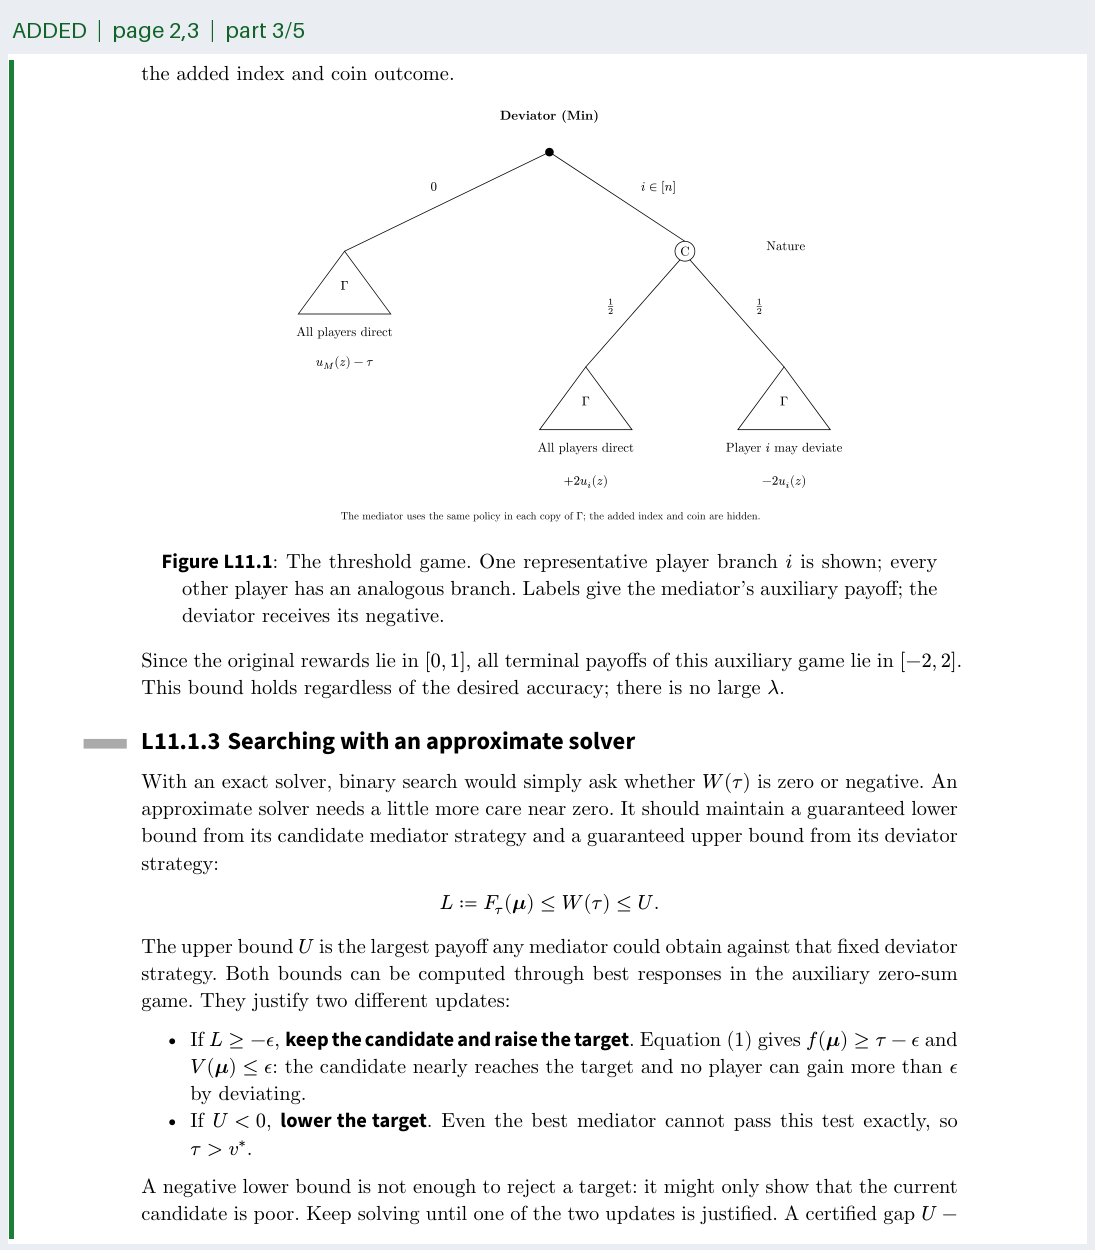 ADDED | page 2,3 | part 3/5
the added index and coin outcome.
Deviator (Min)
0
i ∈ [n]
C
Nature
Γ
1/2
1/2
All players direct
u_M(z) − τ
Γ
Γ
All players direct
Player i may deviate
+2u_i(z)
−2u_i(z)
The mediator uses the same policy in each copy of Γ; the added index and coin are hidden.
Figure L11.1: The threshold game. One representative player branch i is shown; every
other player has an analogous branch. Labels give the mediator's auxiliary payoff; the
deviator receives its negative.
Since the original rewards lie in [0, 1], all terminal payoffs of this auxiliary game lie in [−2, 2].
This bound holds regardless of the desired accuracy; there is no large λ.
L11.1.3 Searching with an approximate solver
With an exact solver, binary search would simply ask whether W(τ) is zero or negative. An
approximate solver needs a little more care near zero. It should maintain a guaranteed lower
bound from its candidate mediator strategy and a guaranteed upper bound from its deviator
strategy:
L ≔ F_τ(μ) ≤ W(τ) ≤ U.
The upper bound U is the largest payoff any mediator could obtain against that fixed deviator
strategy. Both bounds can be computed through best responses in the auxiliary zero-sum
game. They justify two different updates:
• If L ≥ −ϵ, keep the candidate and raise the target. Equation (1) gives f(μ) ≥ τ − ϵ and
V(μ) ≤ ϵ: the candidate nearly reaches the target and no player can gain more than ϵ
by deviating.
• If U < 0, lower the target. Even the best mediator cannot pass this test exactly, so
τ > v*.
A negative lower bound is not enough to reject a target: it might only show that the current
candidate is poor. Keep solving until one of the two updates is justified. A certified gap U −